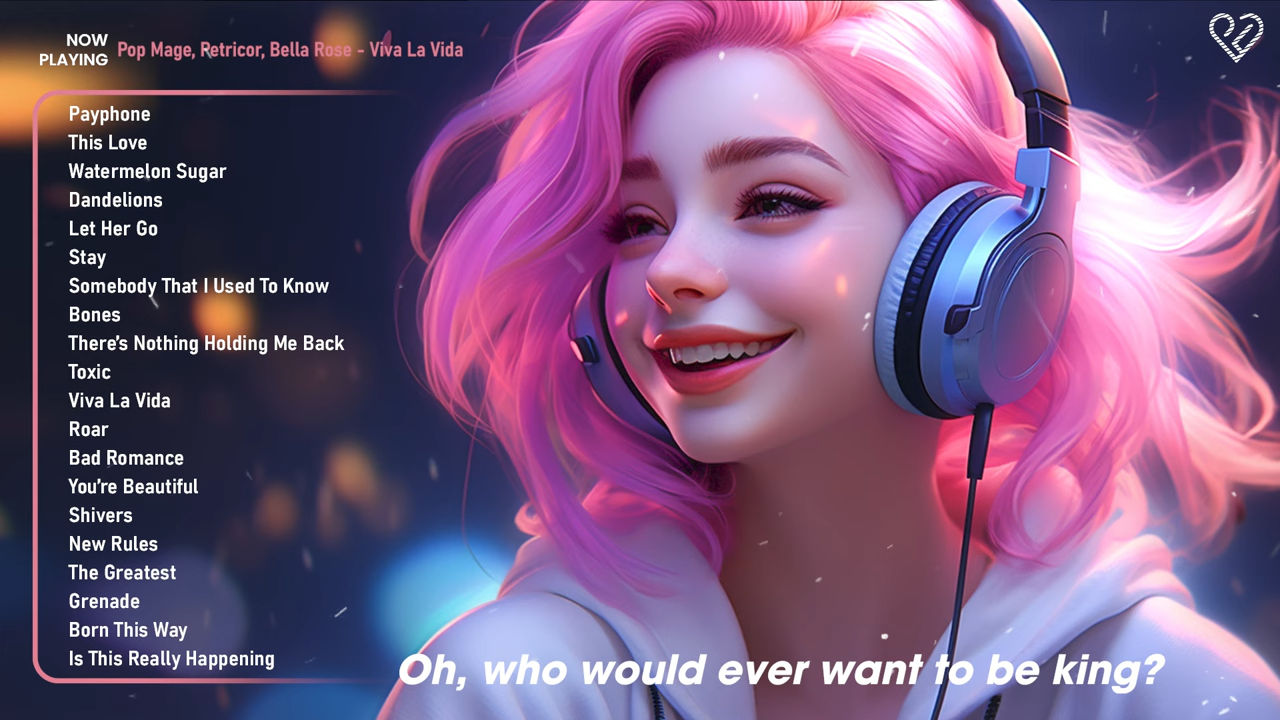 NOW
PLAYING
Pop Mage, Retricor, Bella Rose - Viva La Vida
Payphone
This Love
Watermelon Sugar
Dandelions
Let Her Go
Stay
Somebody That I Used To Know
Bones
There's Nothing Holding Me Back
Toxic
Viva La Vida
Roar
Bad Romance
You're Beautiful
Shivers
New Rules
The Greatest
Grenade
Born This Way
Is This Really Happening
Oh, who would ever want to be king?